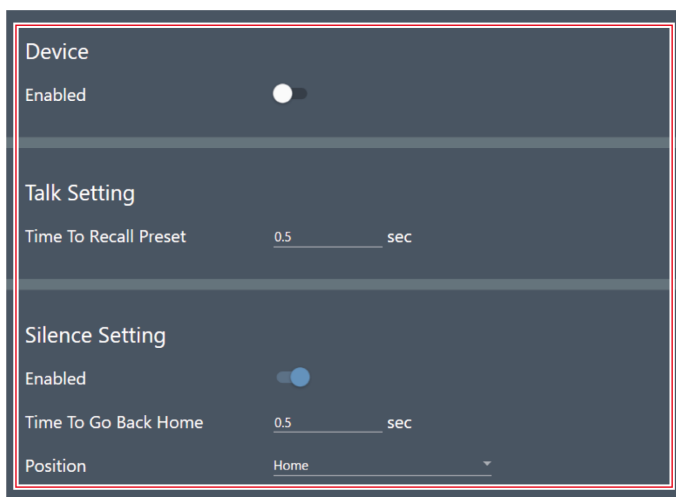 Device
Enabled
Talk Setting
Time To Recall Preset 0.5 sec
Silence Setting
Enabled
Time To Go Back Home 0.5 sec
Position Home